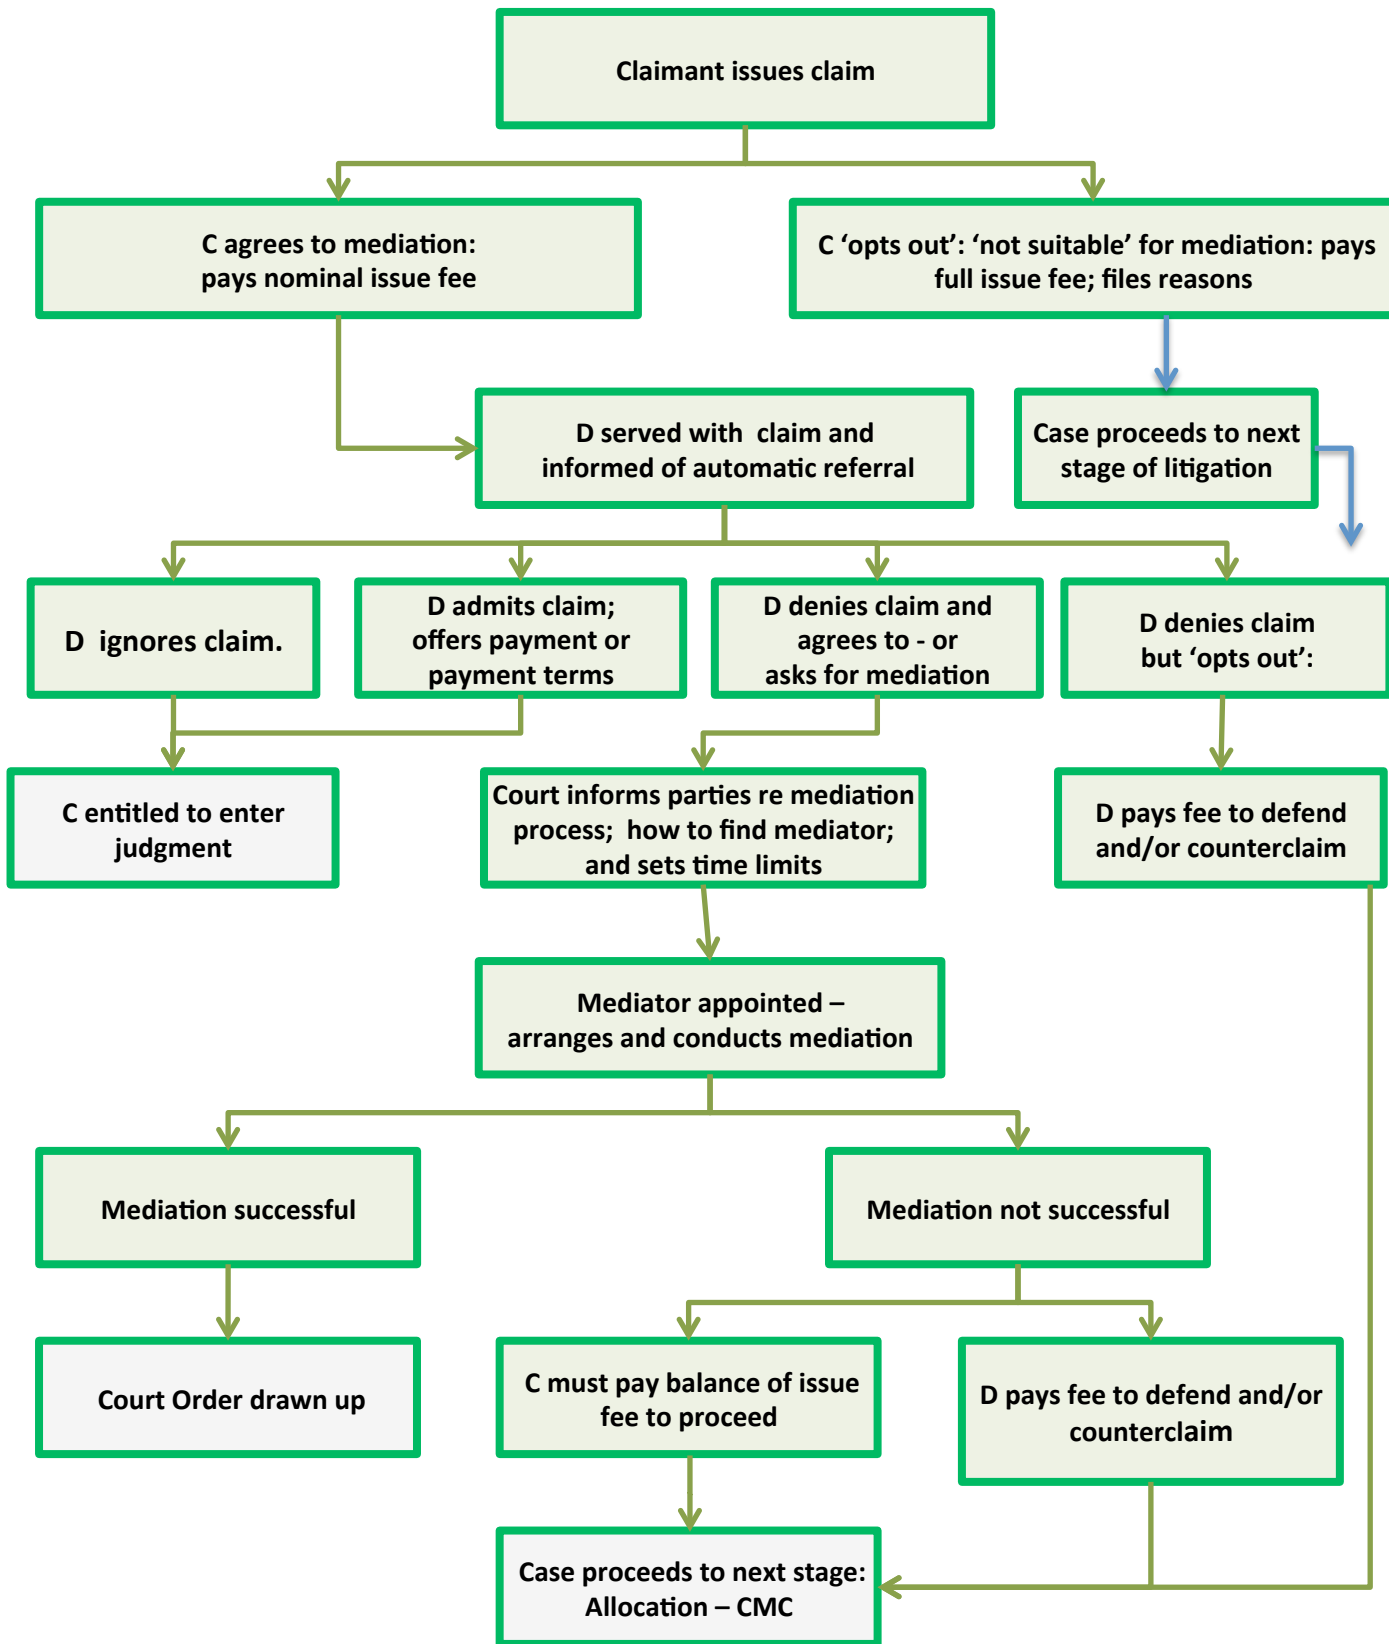 Claimant issues claim
C agrees to mediation:
pays nominal issue fee
C ‘opts out’: ‘not suitable’ for mediation: pays
full issue fee; files reasons
D served with  claim and
informed of automatic referral
Case proceeds to next
stage of litigation
D  ignores claim.
D admits claim;
offers payment or
payment terms
D denies claim and
agrees to - or
asks for mediation
D denies claim
but ‘opts out’:
C entitled to enter
judgment
Court informs parties re mediation
process;  how to find mediator;
and sets time limits
D pays fee to defend
and/or counterclaim
Mediator appointed –
arranges and conducts mediation
Mediation successful
Mediation not successful
Court Order drawn up
C must pay balance of issue
fee to proceed
D pays fee to defend and/or
counterclaim
Case proceeds to next stage:
Allocation – CMC